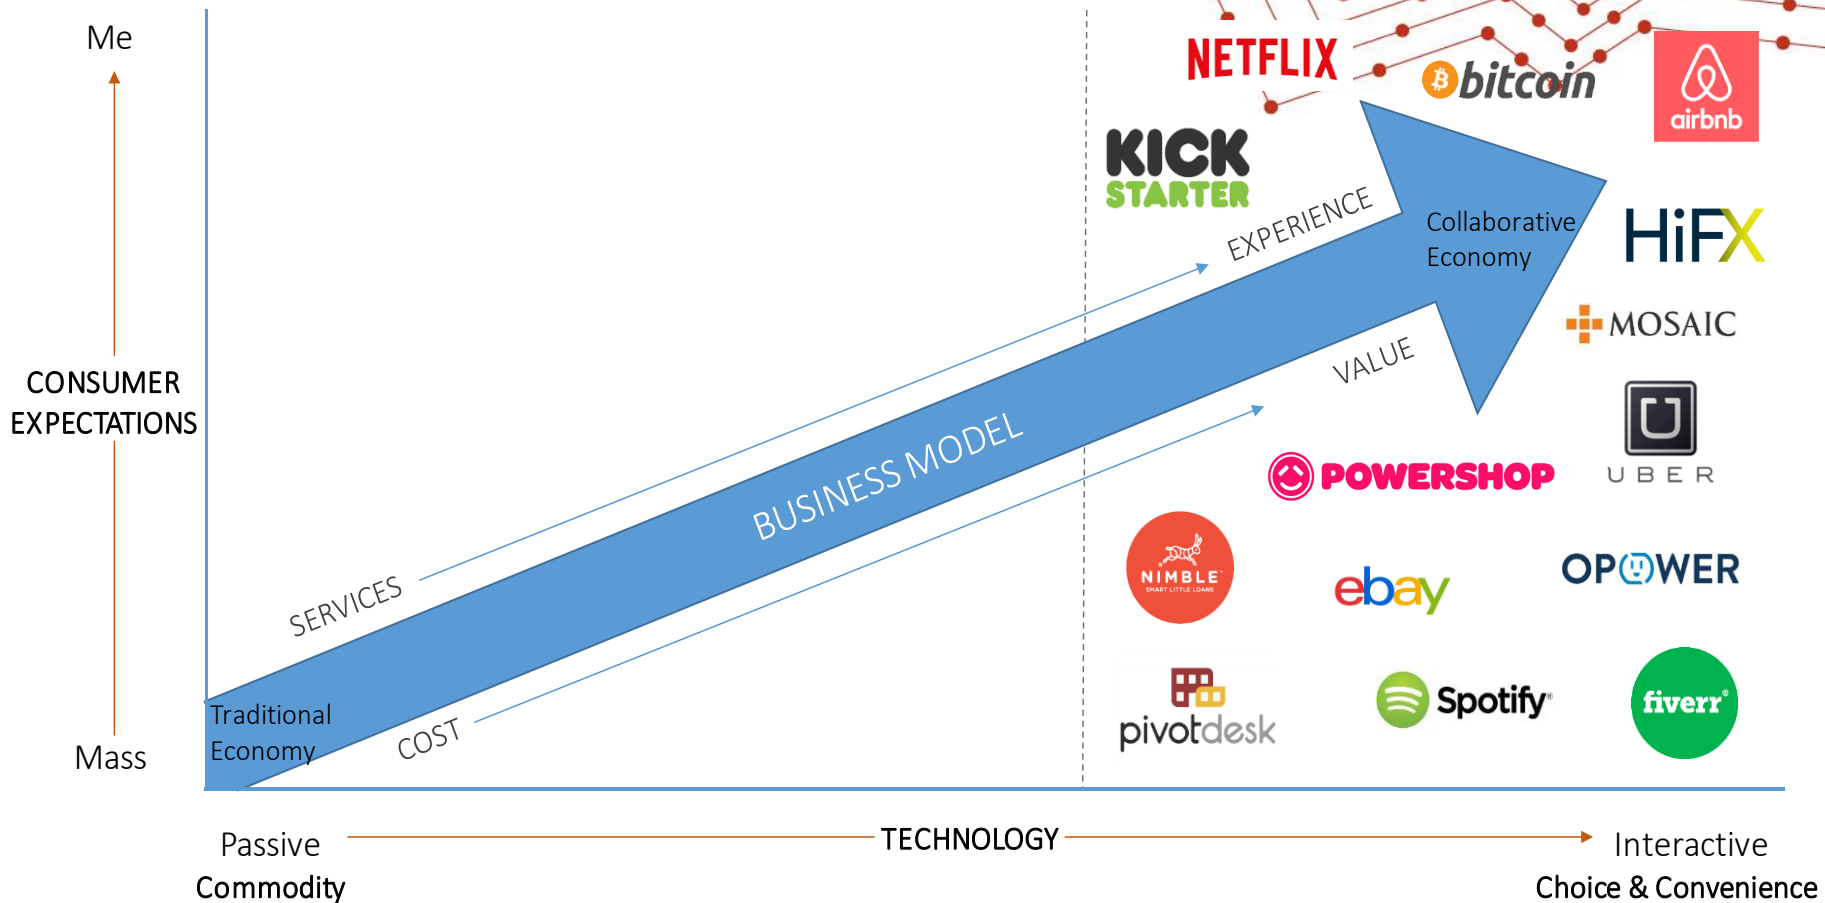 Me
CONSUMER
EXPECTATIONS
Mass
NETFLIX
bitcoin
airbnb
KICK
STARTER
EXPERIENCE
Collaborative
Economy
HiFX
MOSAIC
VALUE
UBER
BUSINESS MODEL
POWERSHOP
NIMBLE™
SMART LITTLE LOANS
ebay
OPOWER
SERVICES
COST
Traditional
Economy
pivotdesk
Spotify®
fiverr®
Passive
Commodity
TECHNOLOGY
Interactive
Choice & Convenience